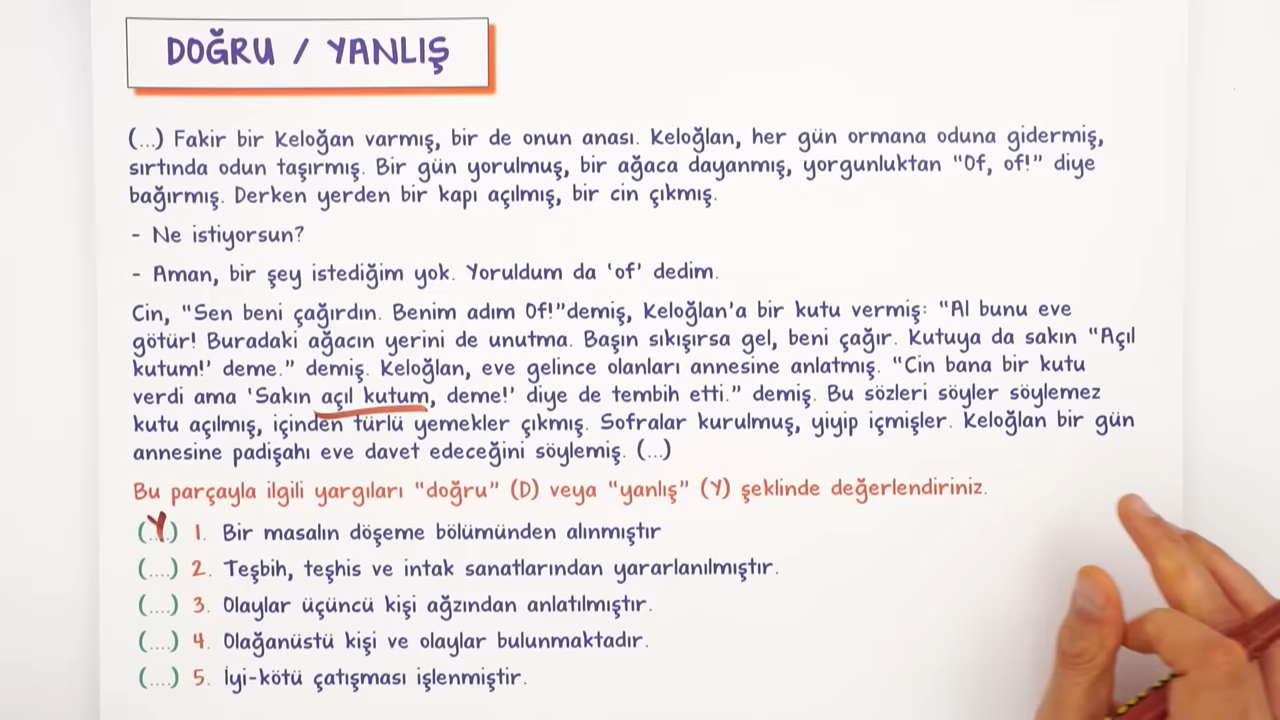 DOĞRU / YANLIŞ
(...) Fakir bir Keloğan varmış, bir de onun anası. Keloğlan, her gün ormana oduna gidermiş,
sırtında odun taşırmış. Bir gün yorulmuş, bir ağaca dayanmış, yorgunluktan "Of, of!" diye
bağırmış. Derken yerden bir kapı açılmış, bir cin çıkmış.
- Ne istiyorsun?
- Aman, bir şey istediğim yok. Yoruldum da 'of' dedim.
Cin, "Sen beni çağırdın. Benim adım Of!"demiş, Keloğlan'a bir kutu vermiş: "Al bunu eve
götür! Buradaki ağacın yerini de unutma. Başın sıkışırsa gel, beni çağır. Kutuya da sakın "Açıl
kutum!' deme." demiş. Keloğlan, eve gelince olanları annesine anlatmış. "Cin bana bir kutu
verdi ama 'Sakın açıl kutum, deme!' diye de tembih etti." demiş. Bu sözleri söyler söylemez
kutu açılmış, içinden türlü yemekler çıkmış. Sofralar kurulmuş, yiyip içmişler. Keloğlan bir gün
annesine padişahı eve davet edeceğini söylemiş. (...)
Bu parçayla ilgili yargıları "doğru" (D) veya "yanlış" (Y) şeklinde değerlendiriniz.
(.Y.) 1. Bir masalın döşeme bölümünden alınmıştır
(....) 2. Teşbih, teşhis ve intak sanatlarından yararlanılmıştır.
(....) 3. Olaylar üçüncü kişi ağzından anlatılmıştır.
(....) 4. Olağanüstü kişi ve olaylar bulunmaktadır.
(....) 5. İyi-kötü çatışması işlenmiştir.